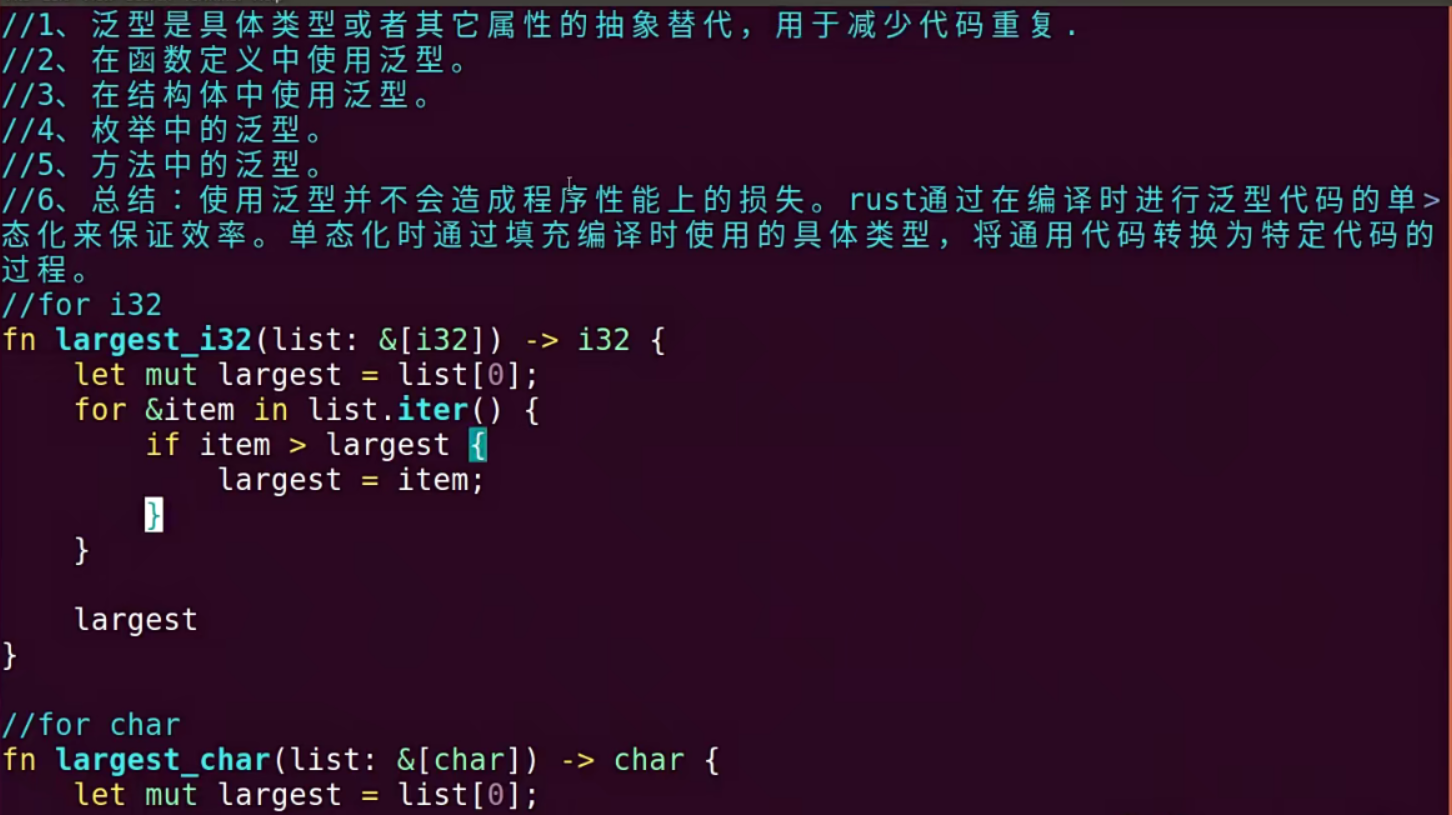 //1、泛型是具体类型或者其它属性的抽象替代，用于减少代码重复.
//2、在函数定义中使用泛型。
//3、在结构体中使用泛型。
//4、枚举中的泛型。
//5、方法中的泛型。
//6、总结：使用泛型并不会造成程序性能上的损失。rust通过在编译时进行泛型代码的单>
态化来保证效率。单态化时通过填充编译时使用的具体类型，将通用代码转换为特定代码的
过程。
//for i32
fn largest_i32(list: &[i32]) -> i32 {
    let mut largest = list[0];
    for &item in list.iter() {
        if item > largest {
            largest = item;
        }
    }
    largest
}
//for char
fn largest_char(list: &[char]) -> char {
    let mut largest = list[0];